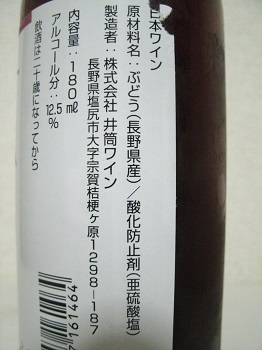 日本ワイン
原材料名：ぶどう(長野県産)／酸化防止剤(亜硫酸塩)
製造者：株式会社 井筒ワイン
長野県塩尻市大字宗賀桔梗ヶ原1298－187
内容量：180㎖
アルコール分：12.5%
飲酒は二十歳になってから
7161464